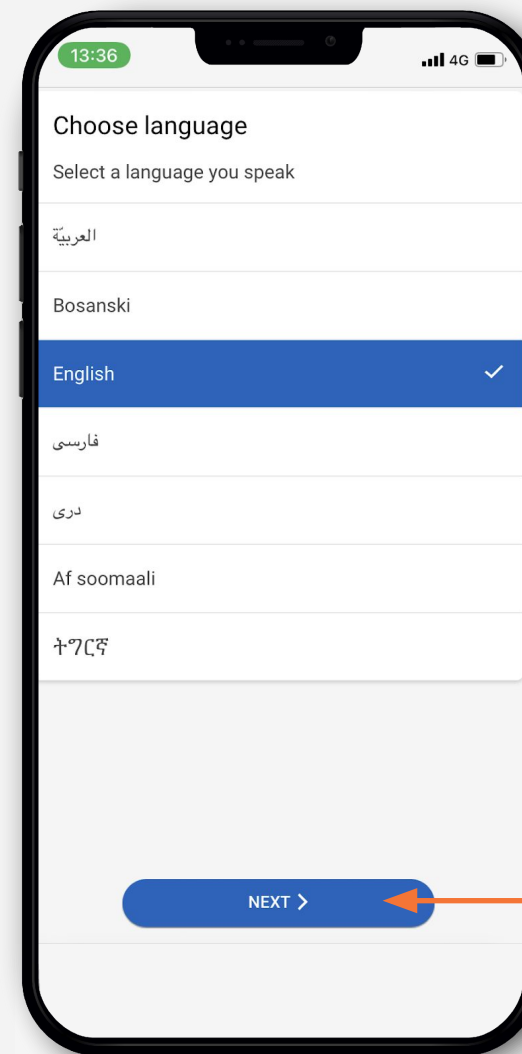 13:36
4G
Choose language
Select a language you speak
العربيّة
Bosanski
English
فارسی
دری
Af soomaali
ትግርኛ
NEXT